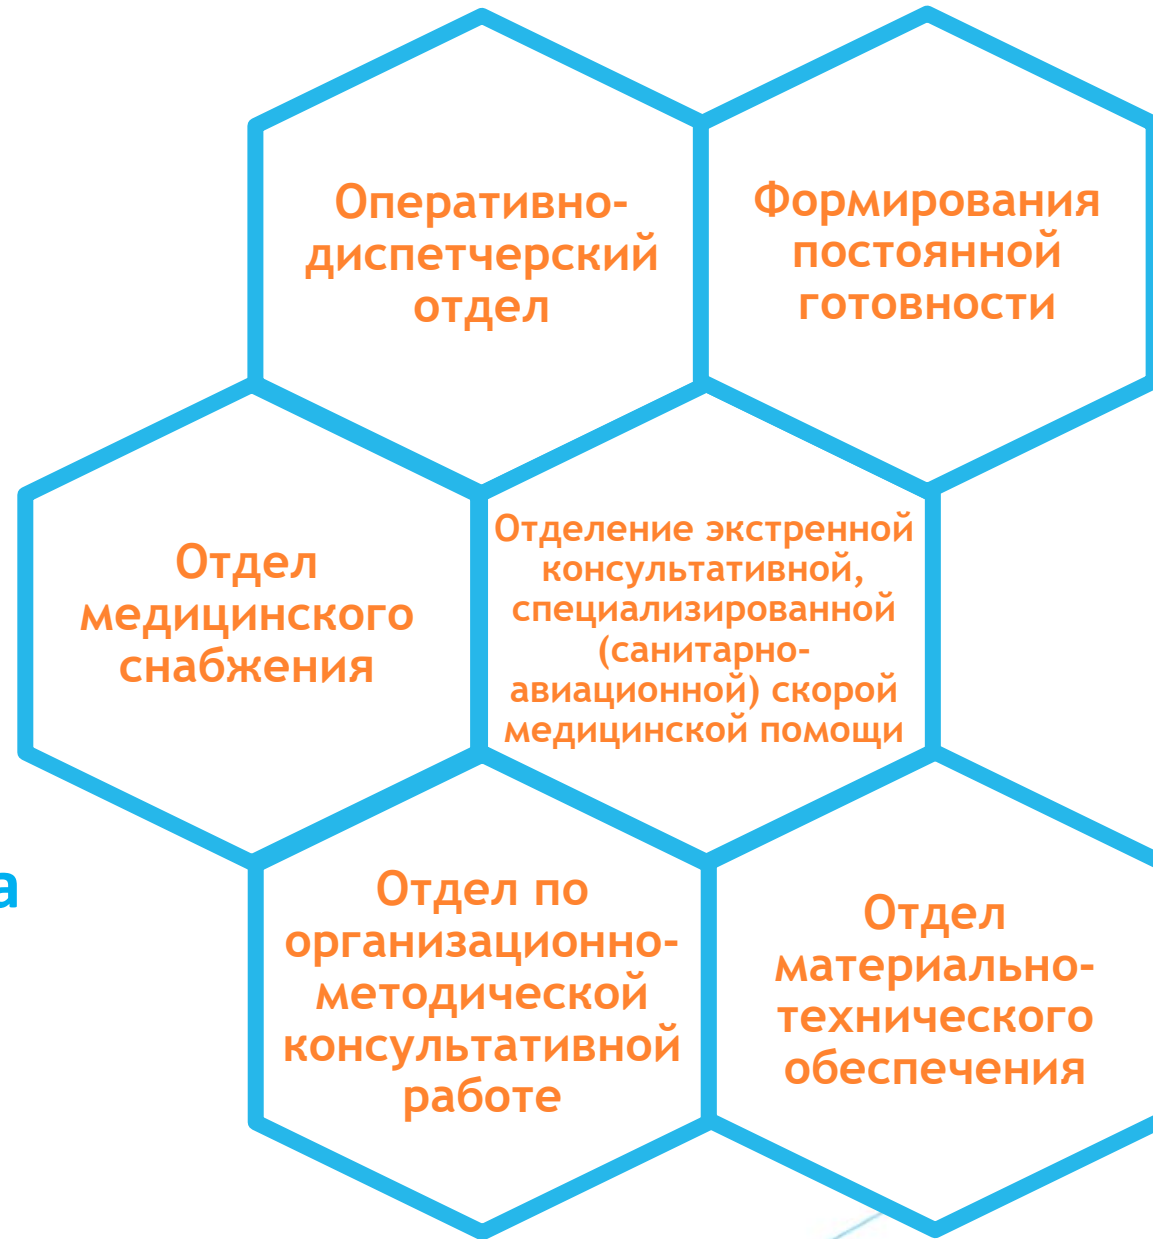 Оперативно-
диспетчерский
отдел
Формирования
постоянной
готовности
Отдел
медицинского
снабжения
Отделение экстренной
консультативной,
специализированной
(санитарно-
авиационной) скорой
медицинской помощи
а
Отдел по
организационно-
методической
консультативной
работе
Отдел
материально-
технического
обеспечения